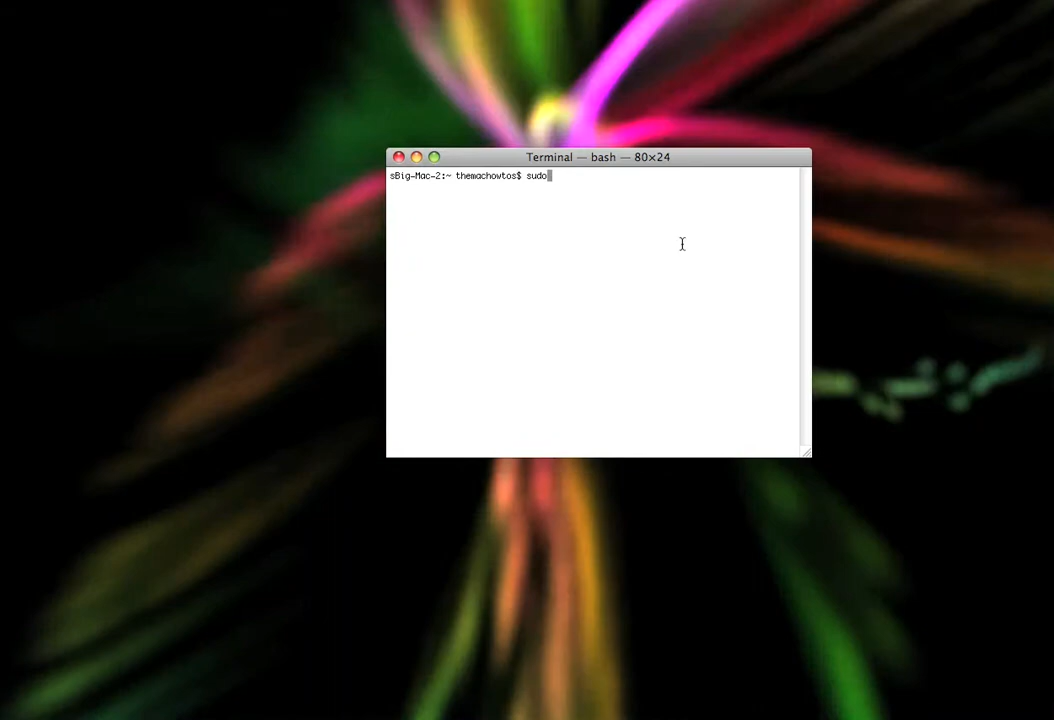 Terminal — bash — 80×24
sBig-Mac-2:~ themachowtos$ sudo